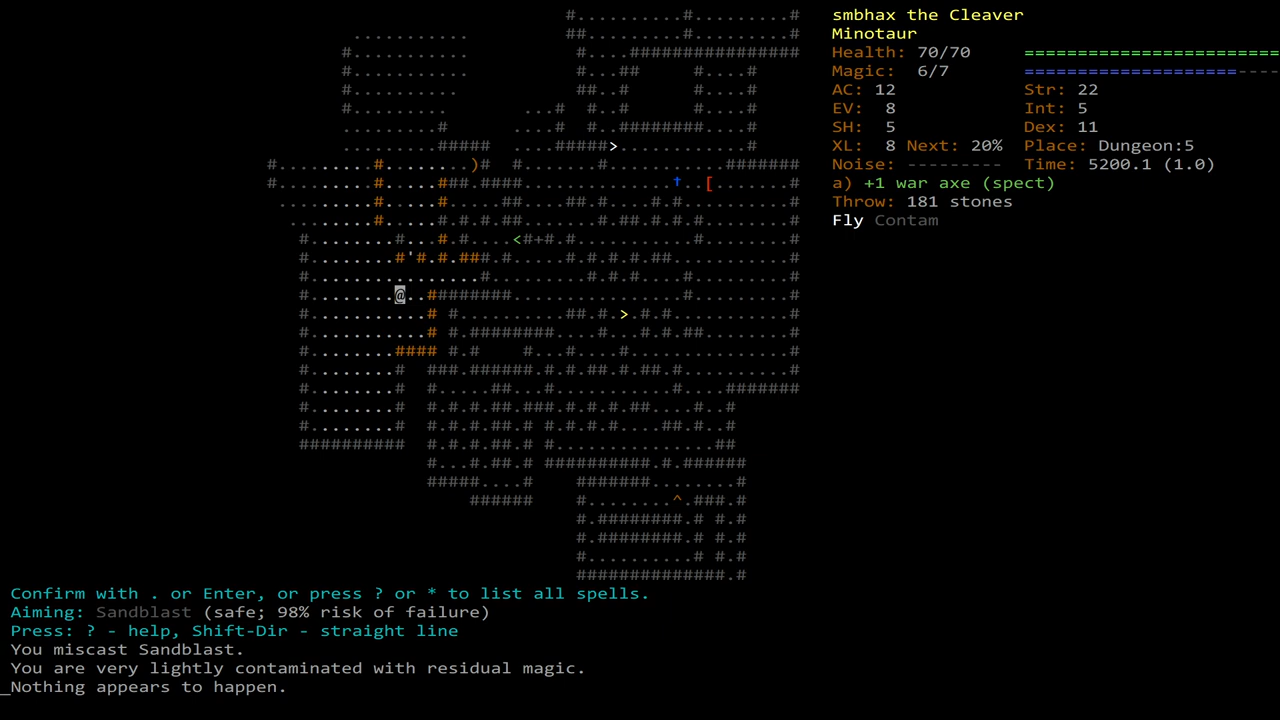 smbhax the Cleaver
Minotaur
Health: 70/70 ========================
Magic: 6/7 ====================----
AC: 12 Str: 22
EV: 8 Int: 5
SH: 5 Dex: 11
XL: 8 Next: 20% Place: Dungeon:5
Noise: --------- Time: 5200.1 (1.0)
a) +1 war axe (spect)
Throw: 181 stones
Fly Contam
Confirm with . or Enter, or press ? or * to list all spells.
Aiming: Sandblast (safe; 98% risk of failure)
Press: ? - help, Shift-Dir - straight line
You miscast Sandblast.
You are very lightly contaminated with residual magic.
_Nothing appears to happen.